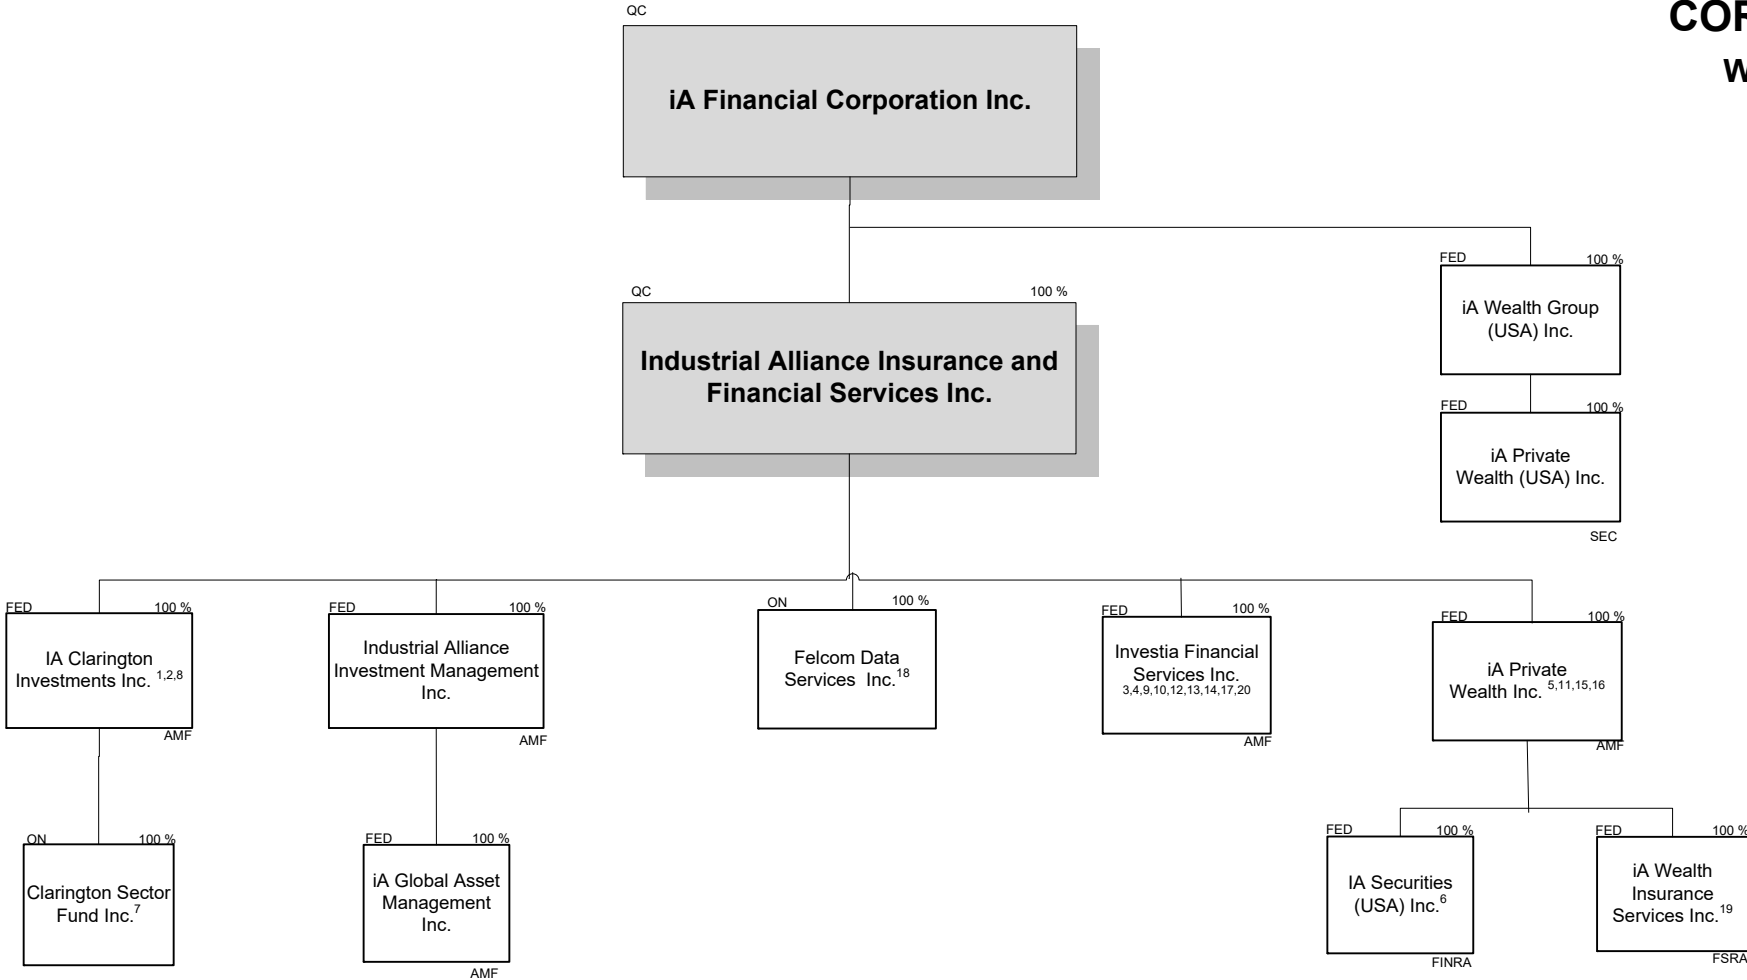 QC
COR
W
iA Financial Corporation Inc.
FED 100 %
iA Wealth Group
(USA) Inc.
QC 100 %
Industrial Alliance Insurance and
Financial Services Inc.
FED 100 %
iA Private
Wealth (USA) Inc.
SEC
FED 100 %
IA Clarington
Investments Inc. 1,2,8
AMF
FED 100 %
Industrial Alliance
Investment Management
Inc.
AMF
ON 100 %
Felcom Data
Services Inc.18
FED 100 %
Investia Financial
Services Inc.
3,4,9,10,12,13,14,17,20
AMF
FED 100 %
iA Private
Wealth Inc. 5,11,15,16
AMF
ON 100 %
Clarington Sector
Fund Inc.7
FED 100 %
iA Global Asset
Management
Inc.
AMF
FED 100 %
IA Securities
(USA) Inc.6
FINRA
FED 100 %
iA Wealth
Insurance
Services Inc.19
FSRA